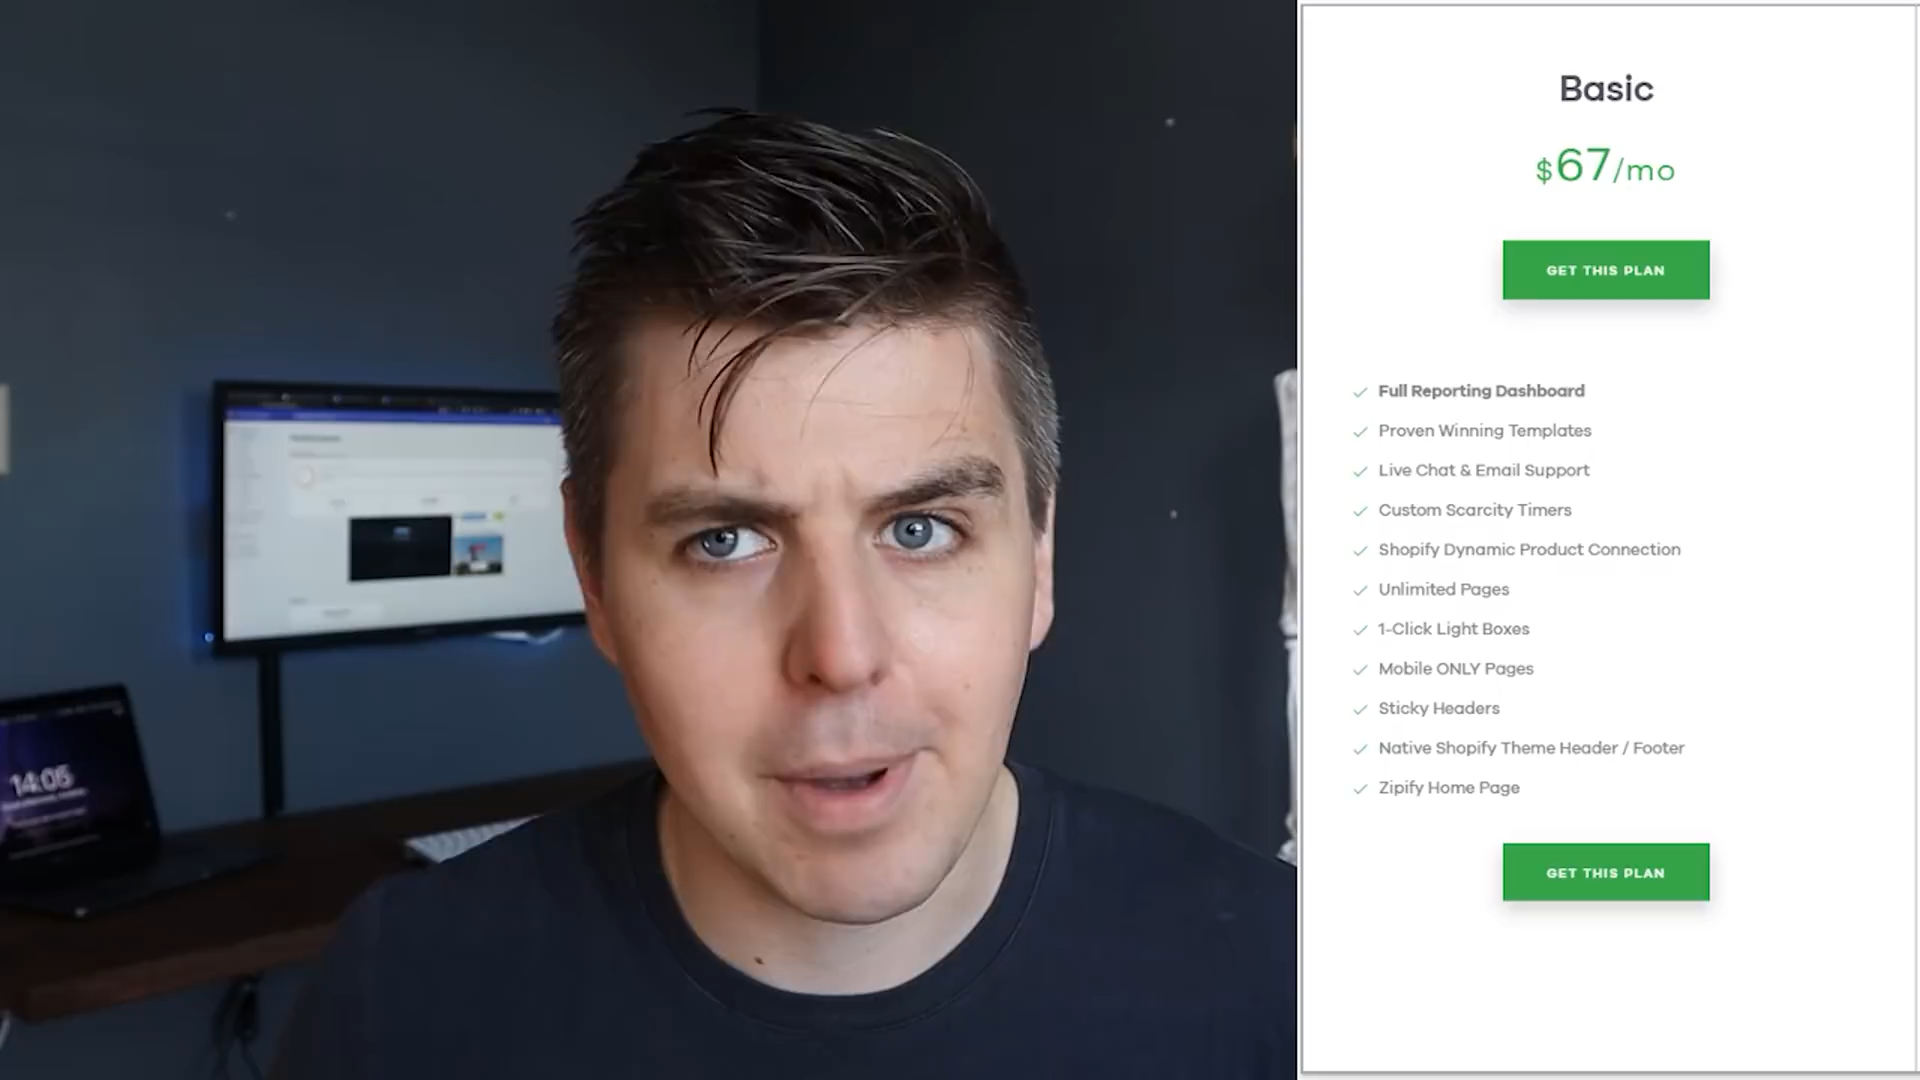 Basic
$67/mo
GET THIS PLAN
Full Reporting Dashboard
Proven Winning Templates
Live Chat & Email Support
Custom Scarcity Timers
Shopify Dynamic Product Connection
Unlimited Pages
1-Click Light Boxes
Mobile ONLY Pages
Sticky Headers
Native Shopify Theme Header / Footer
Zipify Home Page
GET THIS PLAN
14:05